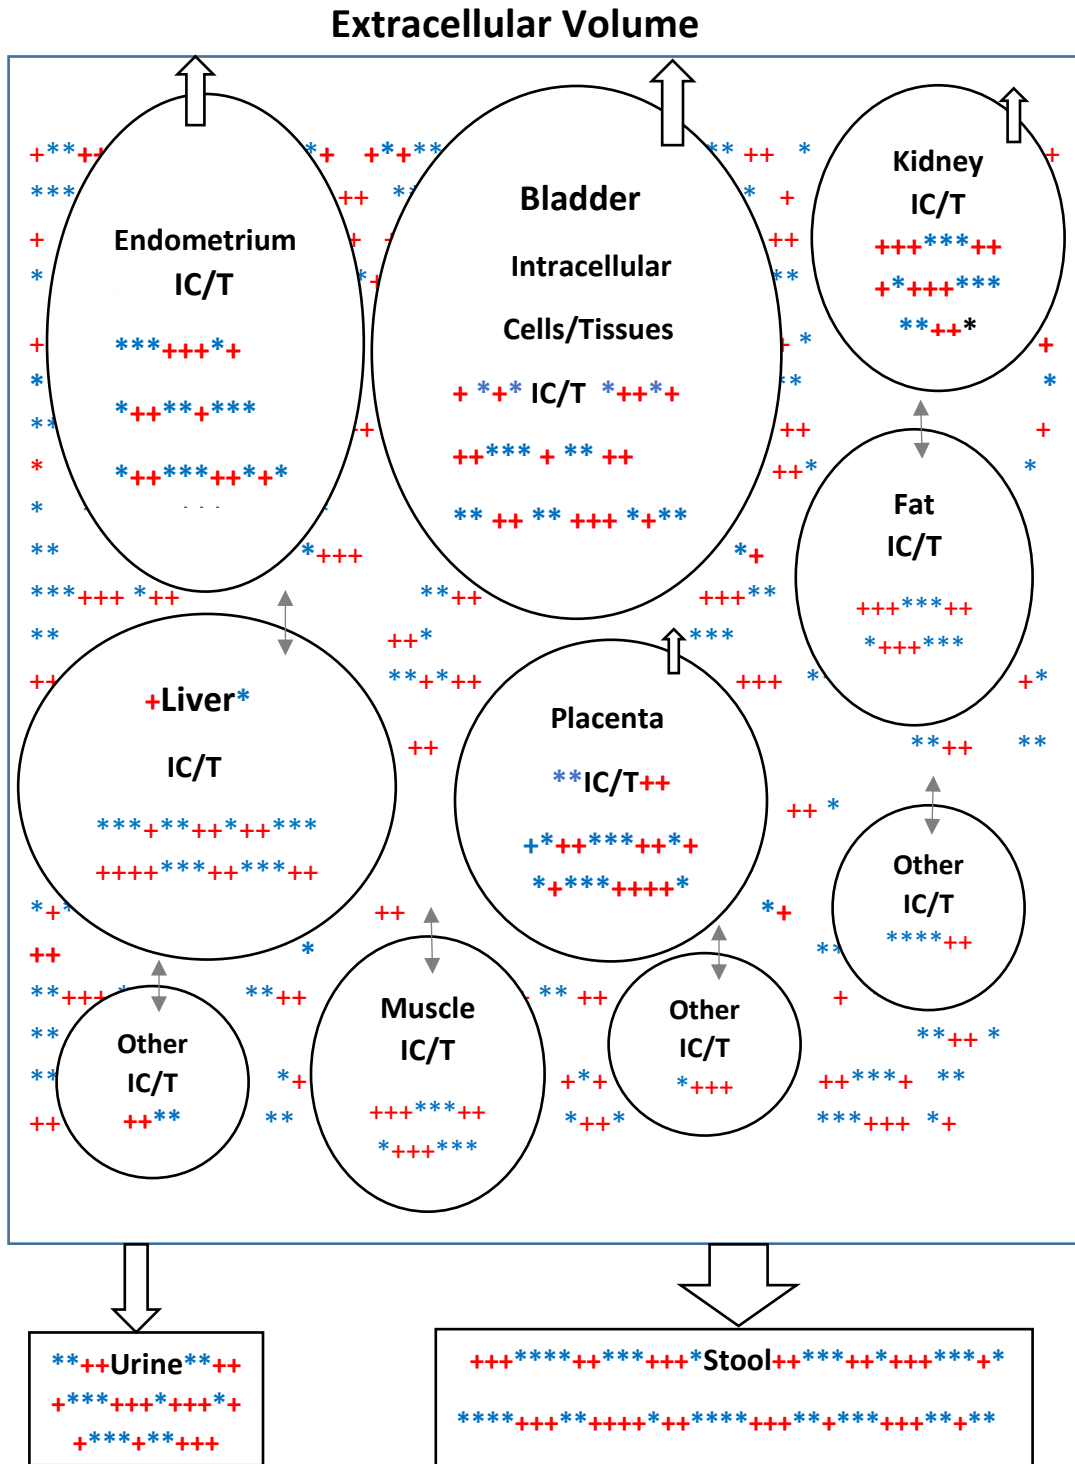 Extracellular Volume
Endometrium
IC/T
Bladder
Intracellular
Cells/Tissues
IC/T
Kidney
IC/T
Fat
IC/T
Liver
IC/T
Placenta
IC/T
Other
IC/T
Other
IC/T
Muscle
IC/T
Other
IC/T
Urine
Stool